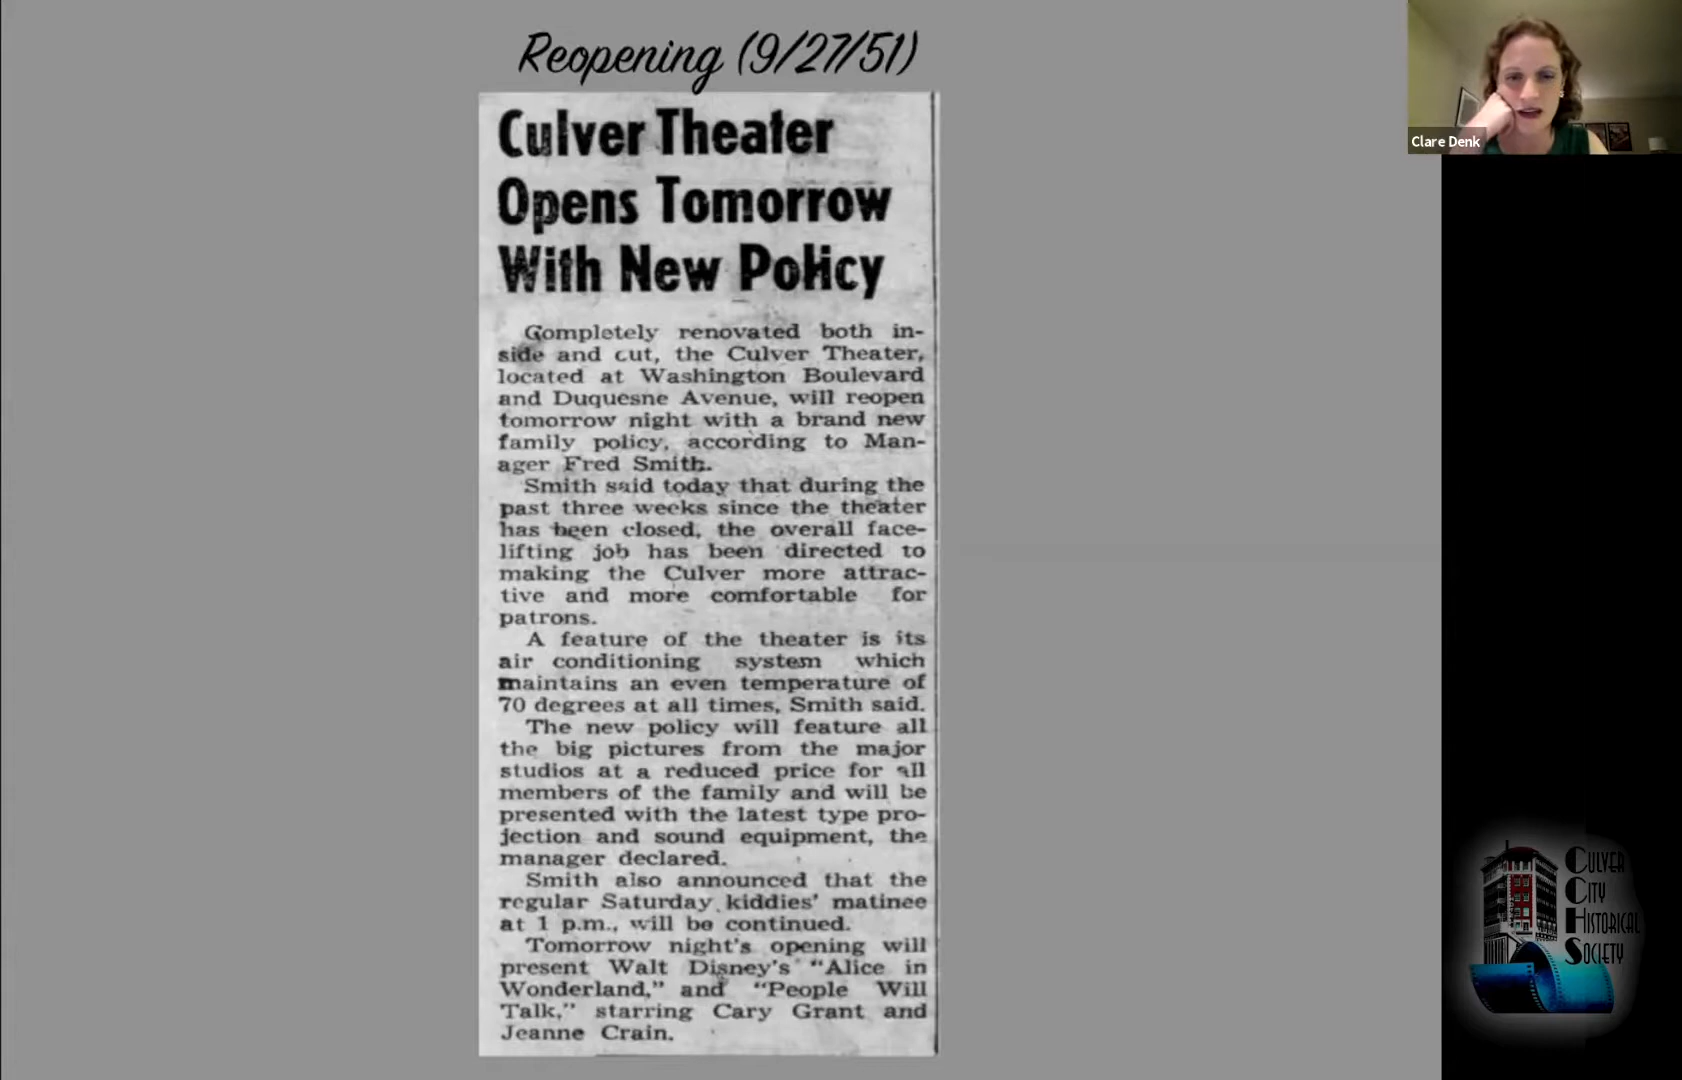 Reopening (9/27/51)
Culver Theater
Opens Tomorrow
With New Policy
Completely renovated both in-
side and out, the Culver Theater,
located at Washington Boulevard
and Duquesne Avenue, will reopen
tomorrow night with a brand new
family policy, according to Man-
ager Fred Smith.
Smith said today that during the
past three weeks since the theater
has been closed, the overall face-
lifting job has been directed to
making the Culver more attrac-
tive and more comfortable for
patrons.
A feature of the theater is its
air conditioning system which
maintains an even temperature of
70 degrees at all times, Smith said.
The new policy will feature all
the big pictures from the major
studios at a reduced price for all
members of the family and will be
presented with the latest type pro-
jection and sound equipment, the
manager declared.
Smith also announced that the
regular Saturday kiddies' matinee
at 1 p.m., will be continued.
Tomorrow night's opening will
present Walt Disney's "Alice in
Wonderland," and "People Will
Talk," starring Cary Grant and
Jeanne Crain.
Clare Denk
CULVER
CITY
HISTORICAL
SOCIETY